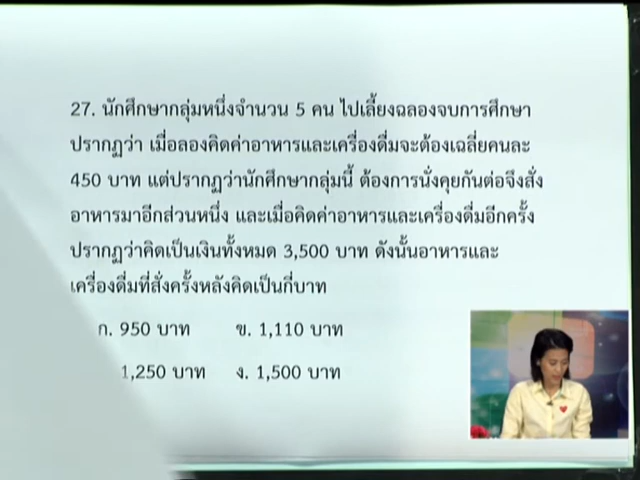 27. นักศึกษากลุ่มหนึ่งจำนวน 5 คน ไปเลี้ยงฉลองจบการศึกษา
ปรากฏว่า เมื่อลองคิดค่าอาหารและเครื่องดื่มจะต้องเฉลี่ยคนละ
450 บาท แต่ปรากฏว่านักศึกษากลุ่มนี้ ต้องการนั่งคุยกันต่อจึงสั่ง
อาหารมาอีกส่วนหนึ่ง และเมื่อคิดค่าอาหารและเครื่องดื่มอีกครั้ง
ปรากฏว่าคิดเป็นเงินทั้งหมด 3,500 บาท ดังนั้นอาหารและ
เครื่องดื่มที่สั่งครั้งหลังคิดเป็นกี่บาท
ก. 950 บาท ข. 1,110 บาท
1,250 บาท ง. 1,500 บาท